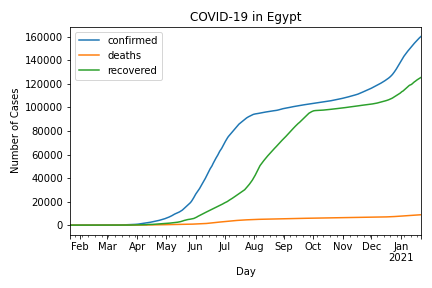 COVID-19 in Egypt
confirmed
deaths
recovered
Number of Cases
160000
140000
120000
100000
80000
60000
40000
20000
0
Feb Mar Apr May Jun Jul Aug Sep Oct Nov Dec Jan
2021
Day